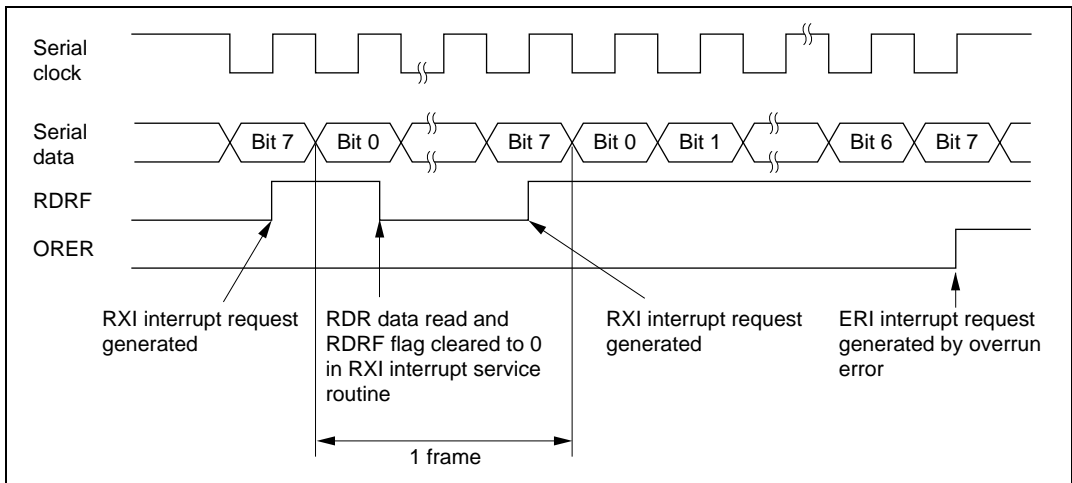 Serial
clock
Serial
data
Bit 7 Bit 0 Bit 7 Bit 0 Bit 1 Bit 6 Bit 7
RDRF
ORER
RXI interrupt request
generated
RDR data read and
RDRF flag cleared to 0
in RXI interrupt service
routine
RXI interrupt request
generated
ERI interrupt request
generated by overrun
error
1 frame